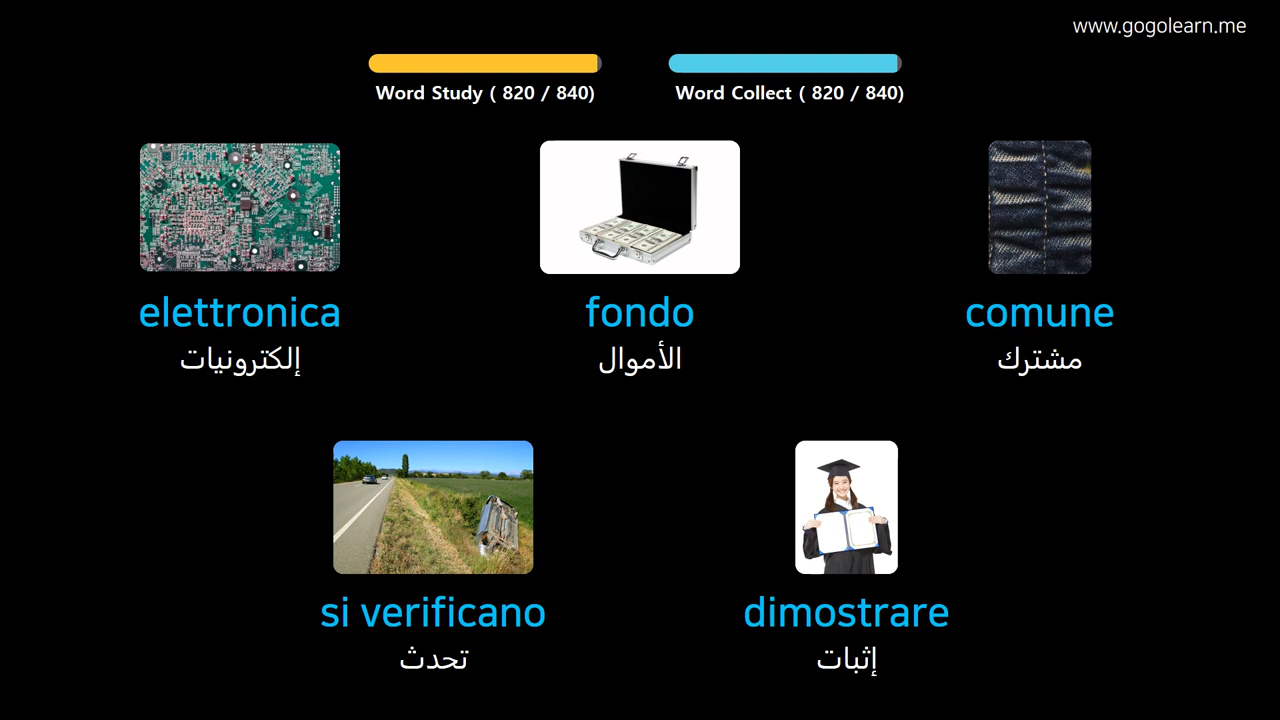 www.gogolearn.me
Word Study ( 820 / 840)
Word Collect ( 820 / 840)
elettronica
إلكترونيات
fondo
الأموال
comune
مشترك
si verificano
تحدث
dimostrare
إثبات